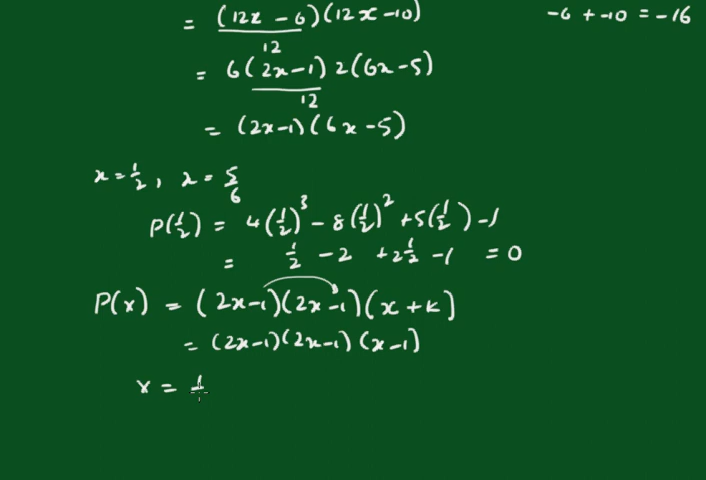 = (12x - 6)(12x - 10) / 12
-6 + -10 = -16
= 6(2x-1) 2(6x-5) / 12
= (2x-1)(6x-5)
x = 1/2, x = 5/6
P(1/2) = 4(1/2)³ - 8(1/2)² + 5(1/2) - 1
= 1/2 - 2 + 2 1/2 - 1 = 0
P(x) = (2x-1)(2x-1)(x+k)
= (2x-1)(2x-1)(x-1)
x = 1